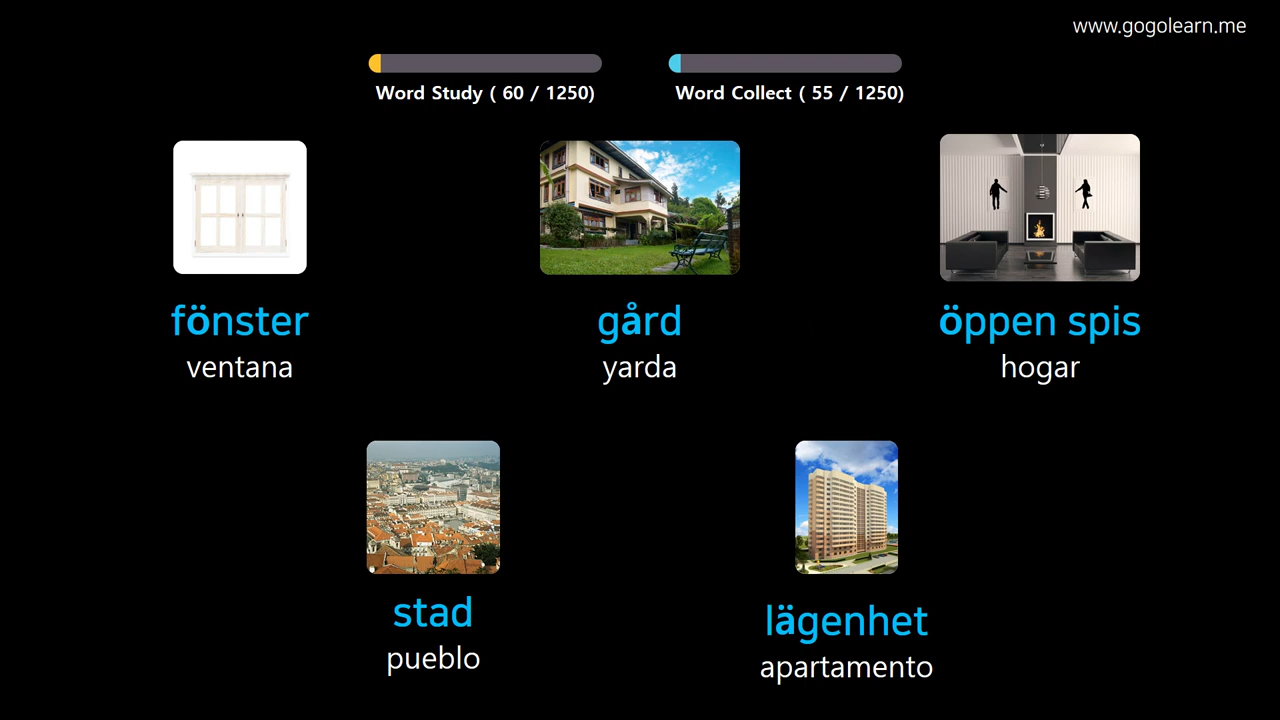 www.gogolearn.me
Word Study ( 60 / 1250)
Word Collect ( 55 / 1250)
fönster
ventana
gård
yarda
öppen spis
hogar
stad
pueblo
lägenhet
apartamento